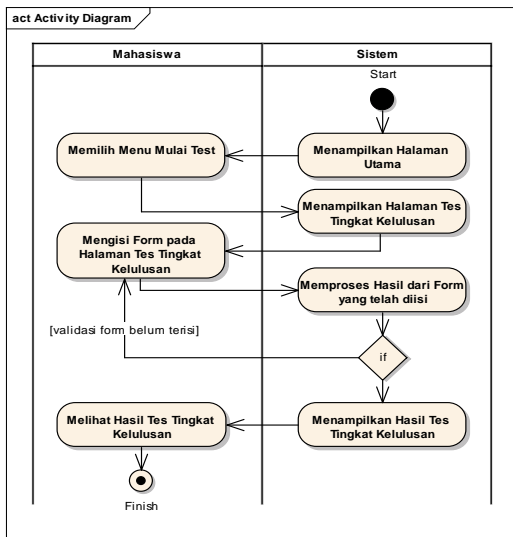 act Activity Diagram
Mahasiswa
Sistem
Start
Menampilkan Halaman
Utama
Memilih Menu Mulai Test
Menampilkan Halaman Tes
Tingkat Kelulusan
Mengisi Form pada
Halaman Tes Tingkat
Kelulusan
Memproses Hasil dari Form
yang telah diisi
[validasi form belum terisi]
if
Menampilkan Hasil Tes
Tingkat Kelulusan
Melihat Hasil Tes Tingkat
Kelulusan
Finish